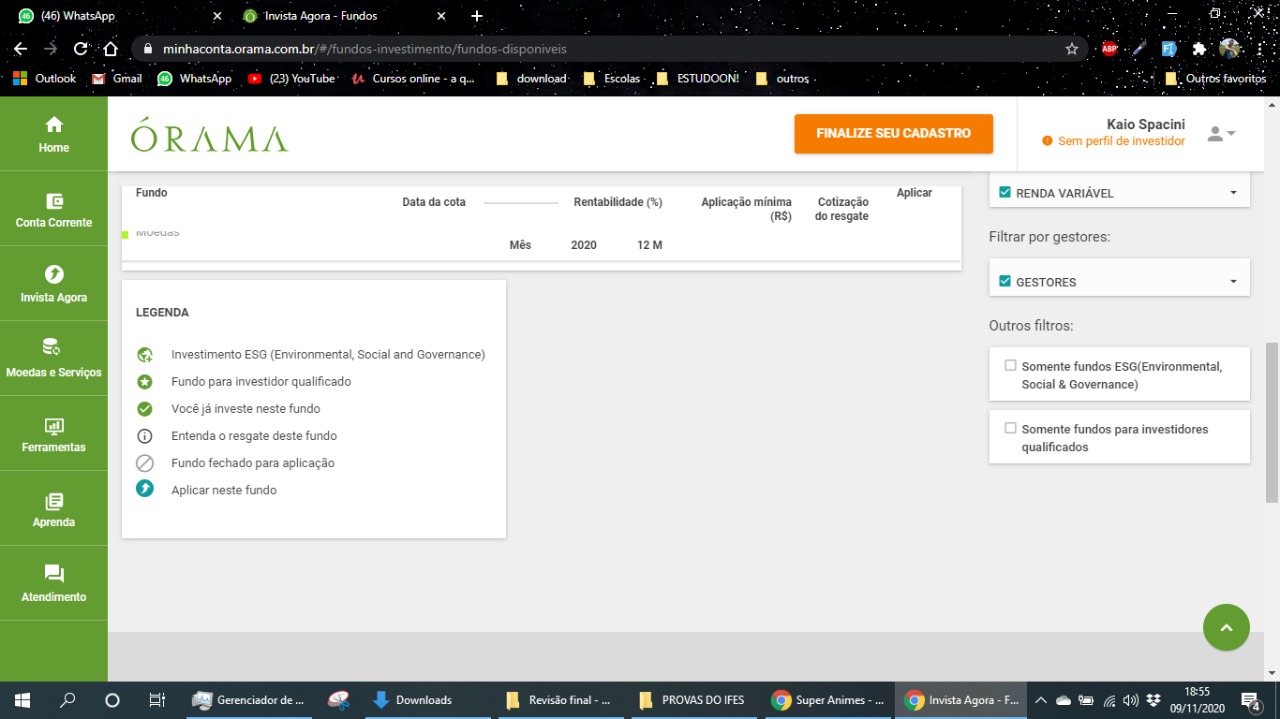 (46) WhatsApp
Invista Agora - Fundos
minhaconta.orama.com.br/#/fundos-investimento/fundos-disponiveis
Outlook
Gmail
WhatsApp
(23) YouTube
Cursos online - a q...
download
Escolas
ESTUDOON!
outros
Outros favoritos
Home
Conta Corrente
Invista Agora
Moedas e Serviços
Ferramentas
Aprenda
Atendimento
ÓRAMA
FINALIZE SEU CADASTRO
Kaio Spacini
Sem perfil de investidor
Fundo
Data da cota
Rentabilidade (%)
Aplicação mínima
(R$)
Cotização
do resgate
Aplicar
Moedas
Mês
2020
12 M
LEGENDA
Investimento ESG (Environmental, Social and Governance)
Fundo para investidor qualificado
Você já investe neste fundo
Entenda o resgate deste fundo
Fundo fechado para aplicação
Aplicar neste fundo
RENDA VARIÁVEL
Filtrar por gestores:
GESTORES
Outros filtros:
Somente fundos ESG(Environmental,
Social & Governance)
Somente fundos para investidores
qualificados
Gerenciador de ...
Downloads
Revisão final - ...
PROVAS DO IFES
Super Animes - ...
Invista Agora - F...
18:55
09/11/2020
4